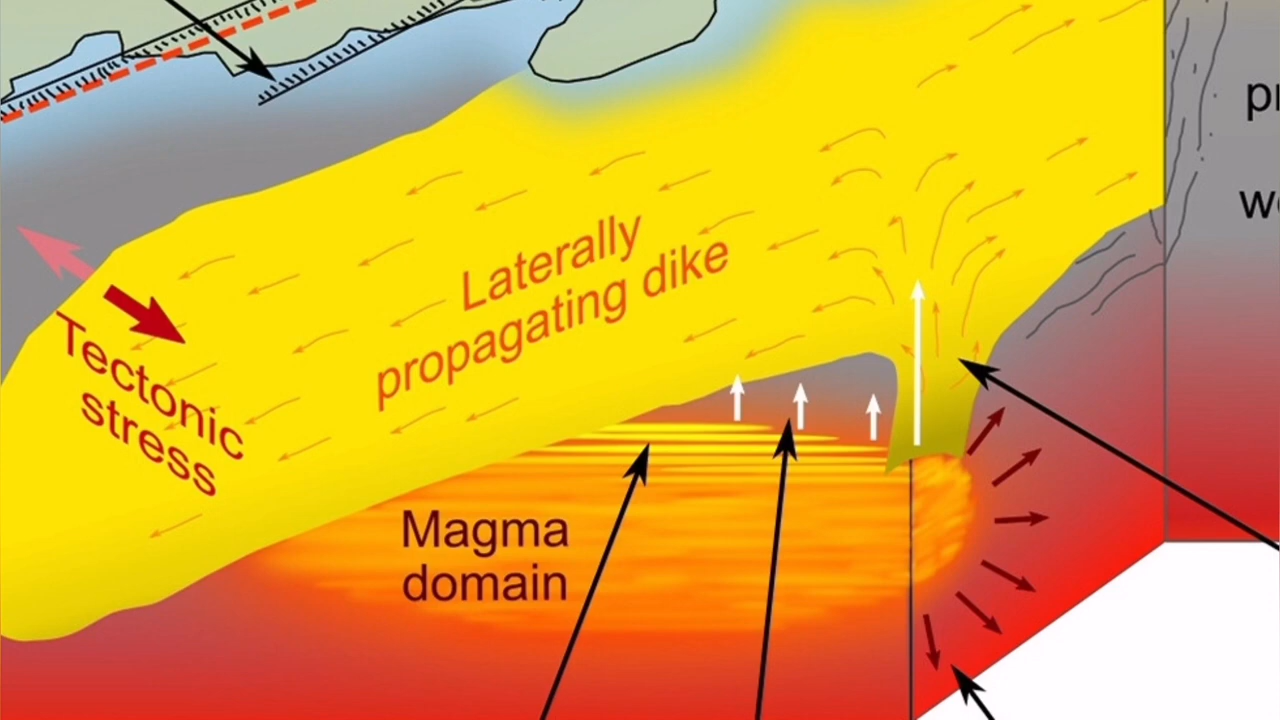 Laterally
propagating dike
Tectonic
stress
Magma
domain